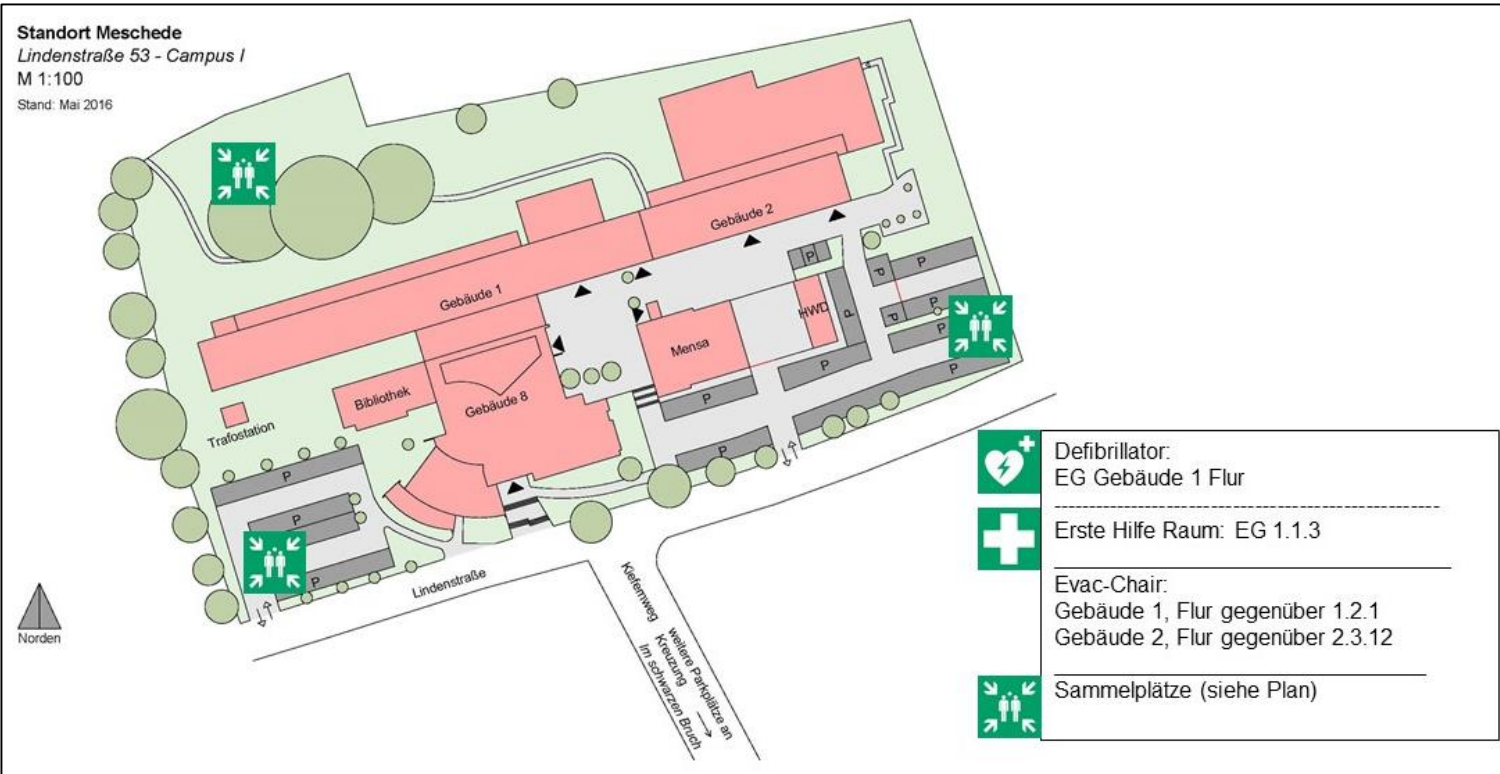 Standort Meschede
Lindenstraße 53 - Campus I
M 1:100
Stand: Mai 2016
Gebäude 2
Gebäude 1
P
P
P
P
HWD
P
P
P
Mensa
P
P
Bibliothek
Gebäude 8
P
Trafostation
P
P
P
P
Lindenstraße
Norden
Kiefernweg
weitere Parkplätze an
Kreuzung
Im schwarzen Bruch
Defibrillator:
EG Gebäude 1 Flur
Erste Hilfe Raum: EG 1.1.3
Evac-Chair:
Gebäude 1, Flur gegenüber 1.2.1
Gebäude 2, Flur gegenüber 2.3.12
Sammelplätze (siehe Plan)